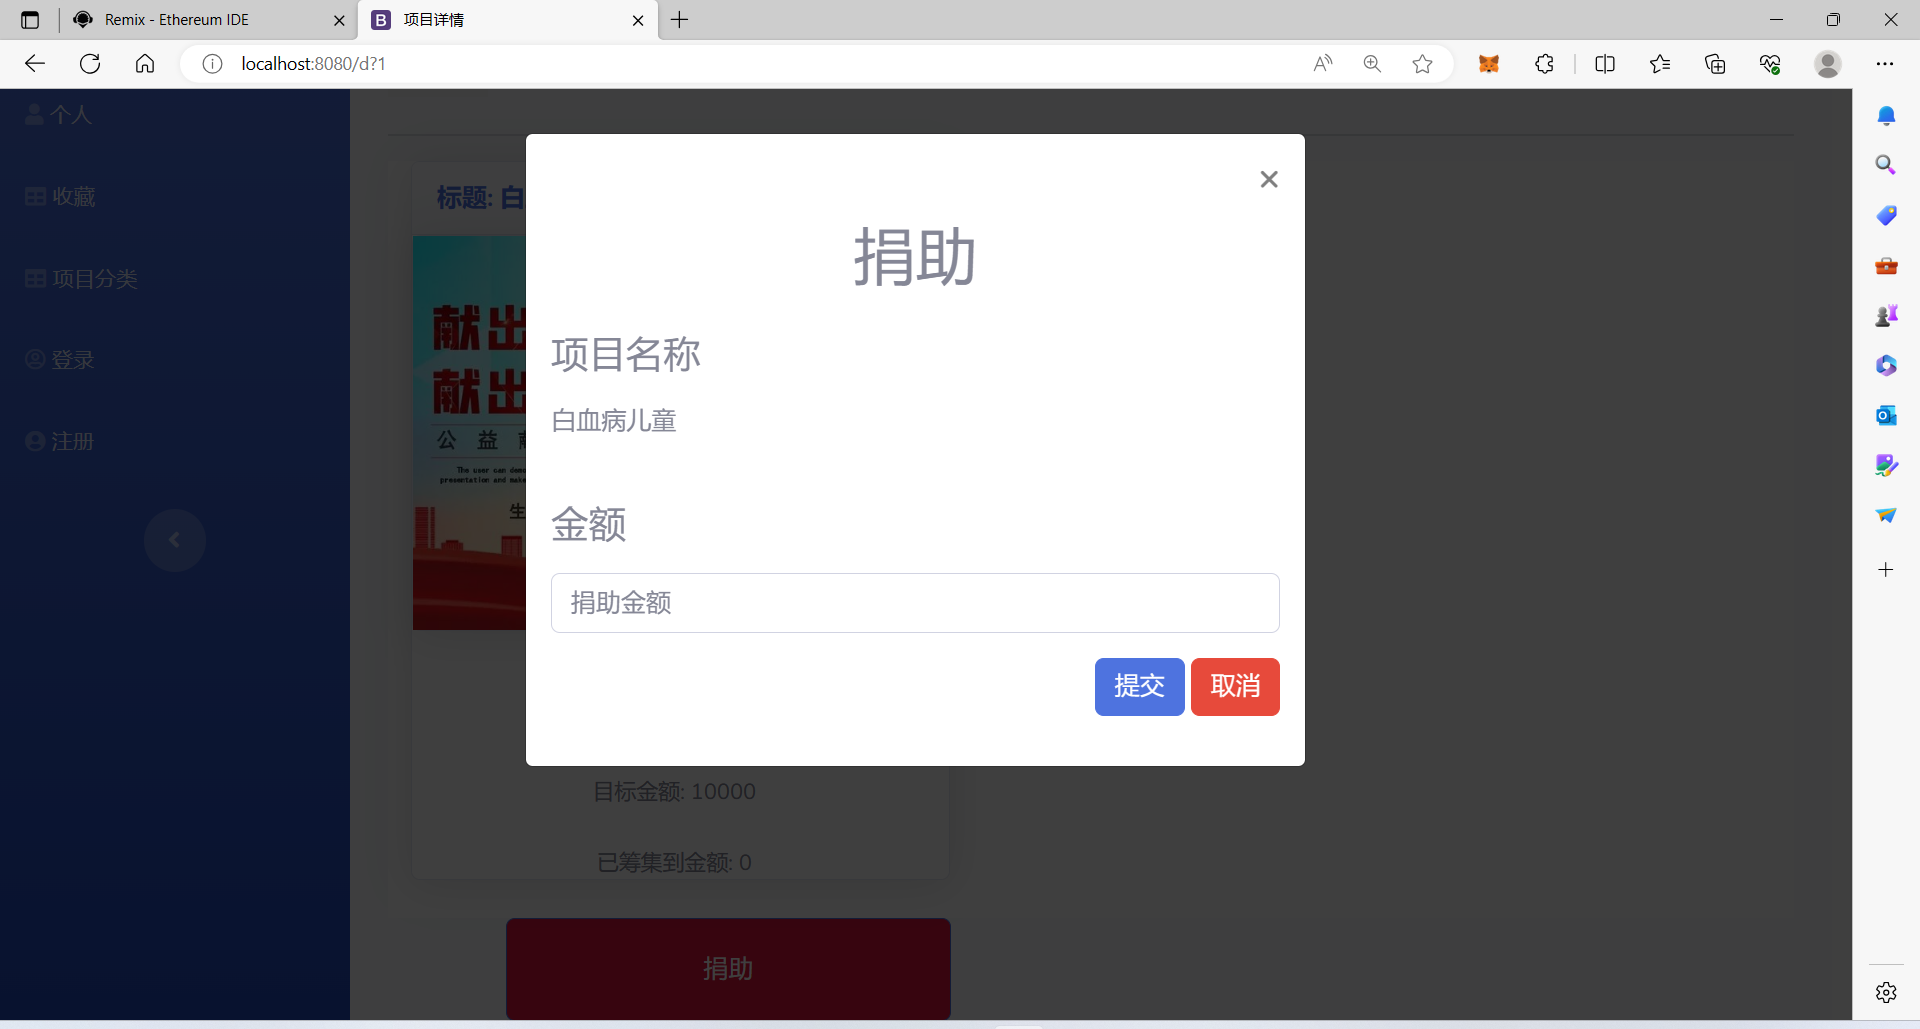 Remix - Ethereum IDE
项目详情
localhost:8080/d?1
个人
收藏
项目分类
登录
注册
标题: 白
献出
献出
公 益
The user can demo
presentation and make
生
捐助
项目名称
白血病儿童
金额
捐助金额
提交 取消
目标金额: 10000
已筹集到金额: 0
捐助